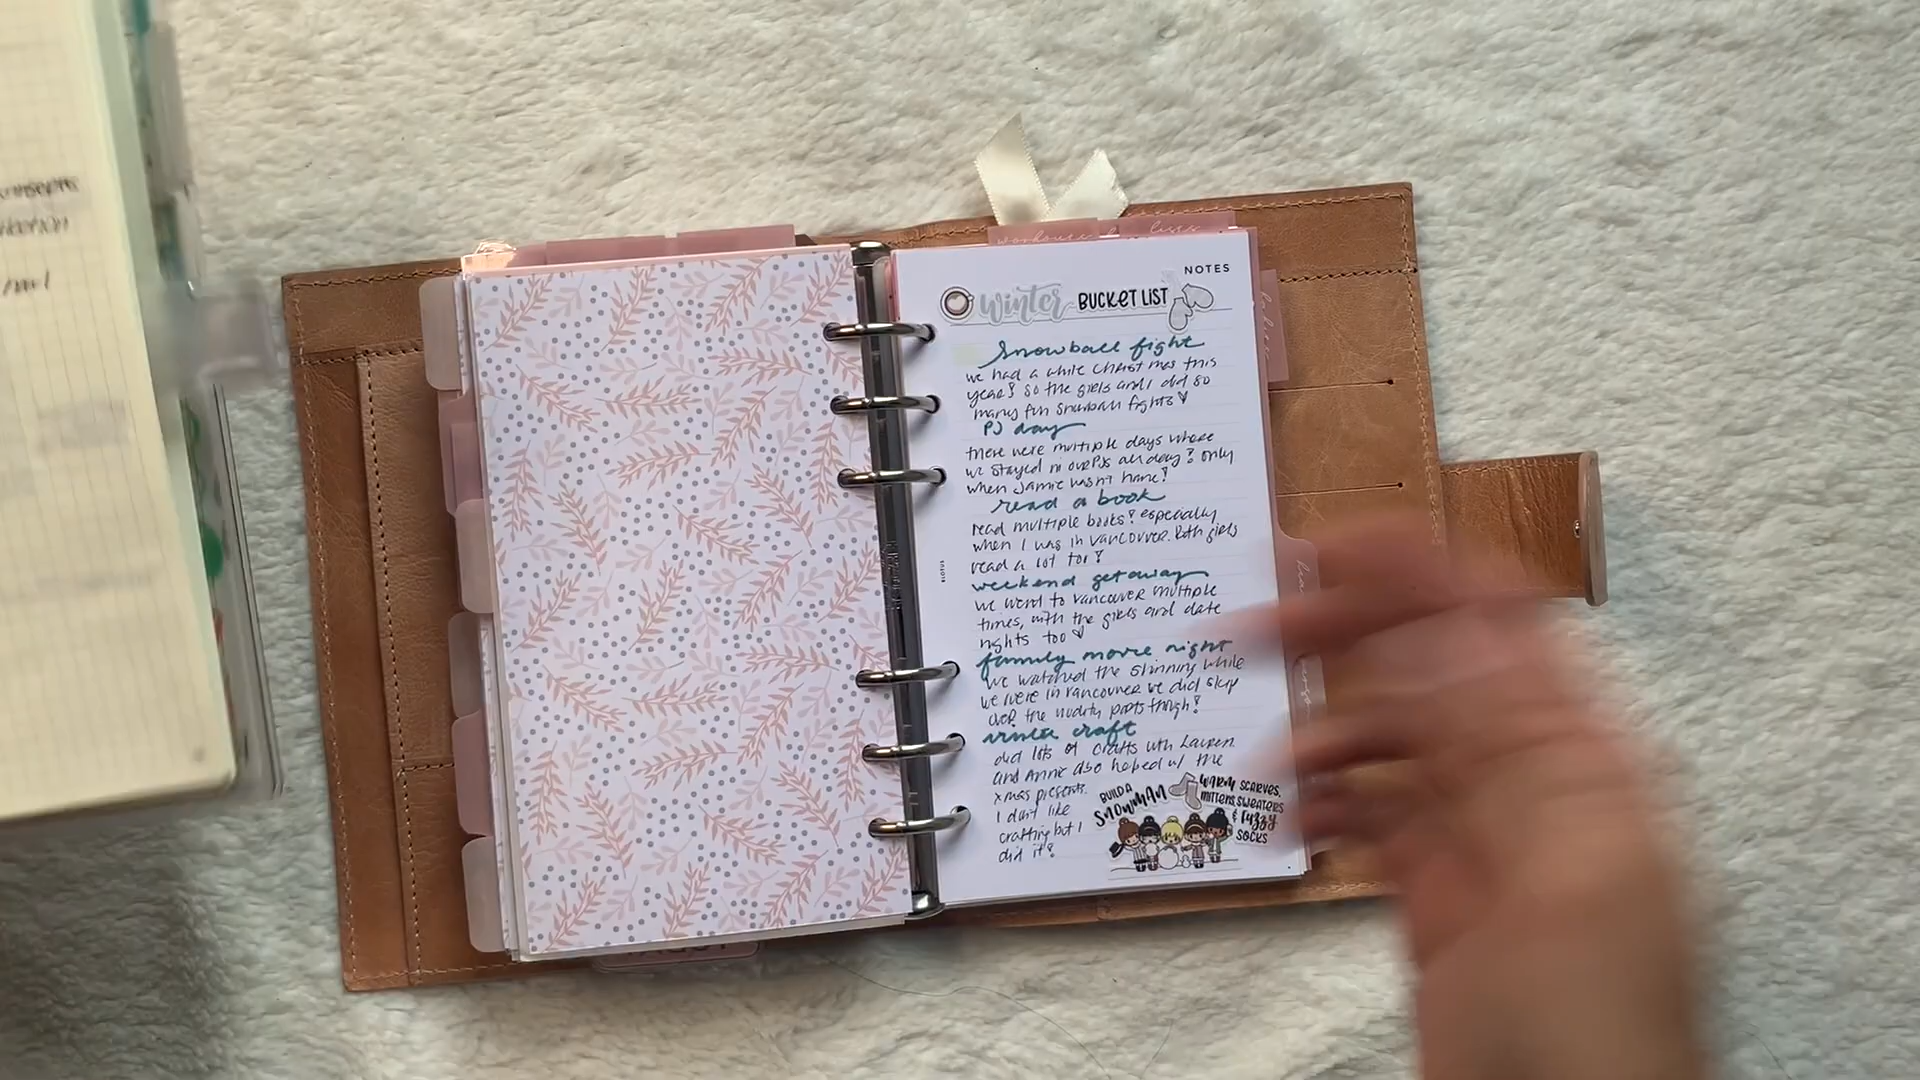 NOTES
winter BUCKET LIST
Snowball fight
we had a white christmas this
year! so the girls and I did so
many fun snowball fights
PJ day
there were multiple days where
we stayed in our PJs all day! only
when Jamie wasn't home!
read a book
read multiple books! especially
when I was in vancouver. Both girls
read a lot too!
weekend getaway
we went to vancouver multiple
times, with the girls and date
nights too
family movie night
we watched the shinning while
we were in vancouver we did skip
over the nudity parts though!
winter craft
did lots of crafts with Lauren
and Annie also helped w/ the
xmas presents.
I don't like
crafting but I
did it!
BUILD A
SNOWMAN
WARM SCARVES,
MITTENS, SWEATERS
& fuzzy
SOCKS